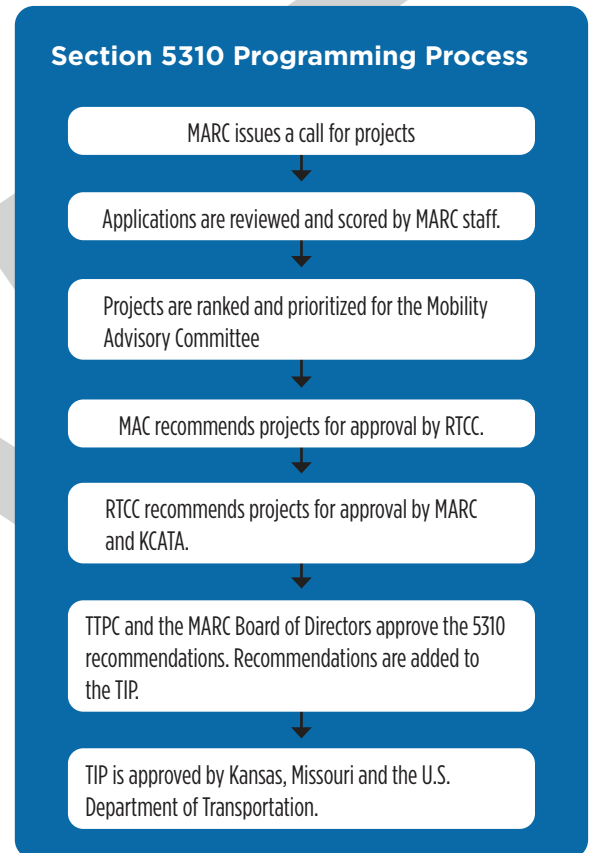 Section 5310 Programming Process
MARC issues a call for projects
Applications are reviewed and scored by MARC staff.
Projects are ranked and prioritized for the Mobility
Advisory Committee
MAC recommends projects for approval by RTCC.
RTCC recommends projects for approval by MARC
and KCATA.
TTPC and the MARC Board of Directors approve the 5310
recommendations. Recommendations are added to
the TIP.
TIP is approved by Kansas, Missouri and the U.S.
Department of Transportation.